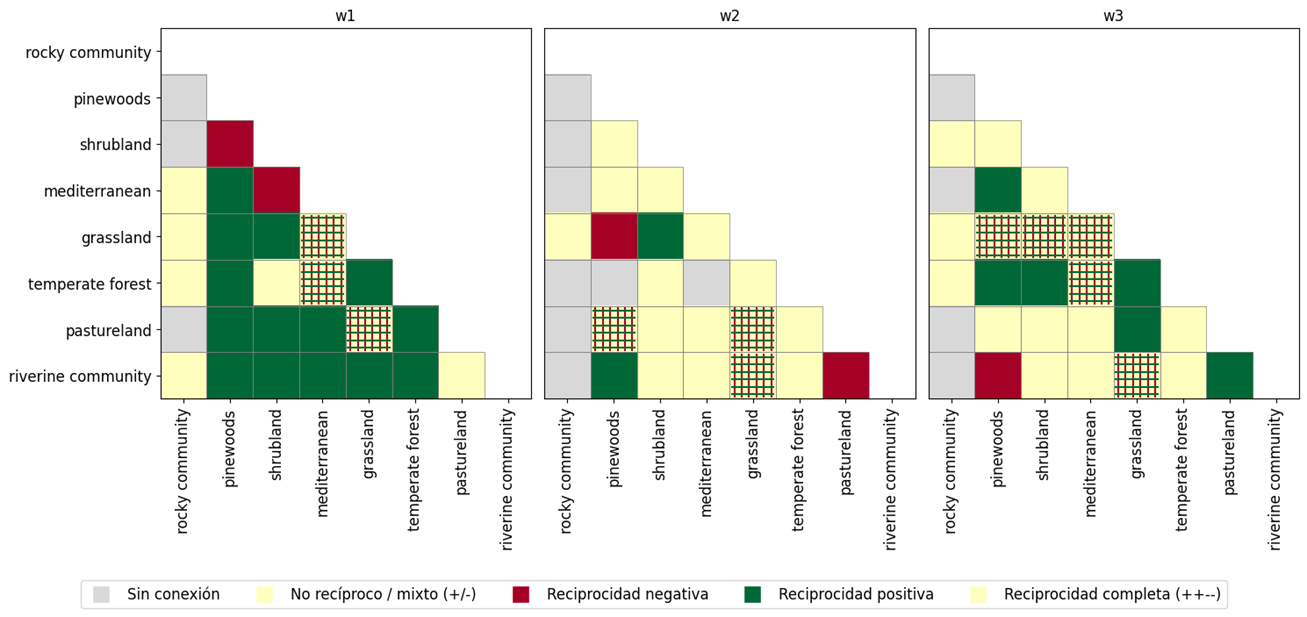 w1
w2
w3
rocky community
pinewoods
shrubland
mediterranean
grassland
temperate forest
pastureland
riverine community
rocky community
pinewoods
shrubland
mediterranean
grassland
temperate forest
pastureland
riverine community
rocky community
pinewoods
shrubland
mediterranean
grassland
temperate forest
pastureland
riverine community
rocky community
pinewoods
shrubland
mediterranean
grassland
temperate forest
pastureland
riverine community
Sin conexión
No recíproco / mixto (+/-)
Reciprocidad negativa
Reciprocidad positiva
Reciprocidad completa (++--)